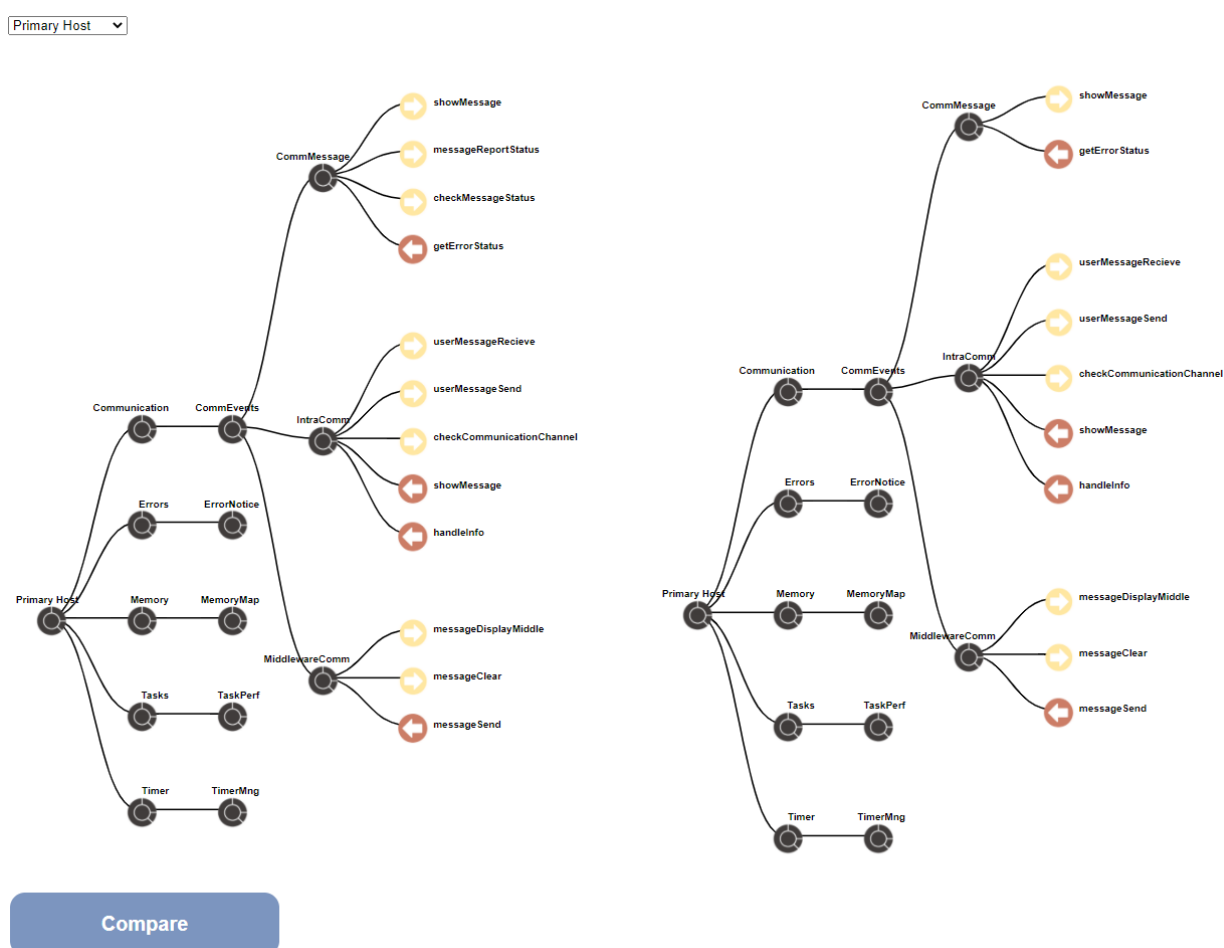 Primary Host
showMessage
messageReportStatus
CommMessage
checkMessageStatus
getErrorStatus
userMessageRecieve
userMessageSend
Communication
CommEvents
IntraComm
checkCommunicationChannel
showMessage
Errors
ErrorNotice
handleInfo
Primary Host
Memory
MemoryMap
messageDisplayMiddle
MiddlewareComm
messageClear
Tasks
TaskPerf
messageSend
Timer
TimerMng
showMessage
CommMessage
getErrorStatus
userMessageRecieve
userMessageSend
IntraComm
Communication
CommEvents
checkCommunicationChannel
showMessage
Errors
ErrorNotice
handleInfo
Primary Host
Memory
MemoryMap
messageDisplayMiddle
MiddlewareComm
messageClear
Tasks
TaskPerf
messageSend
Timer
TimerMng
Compare